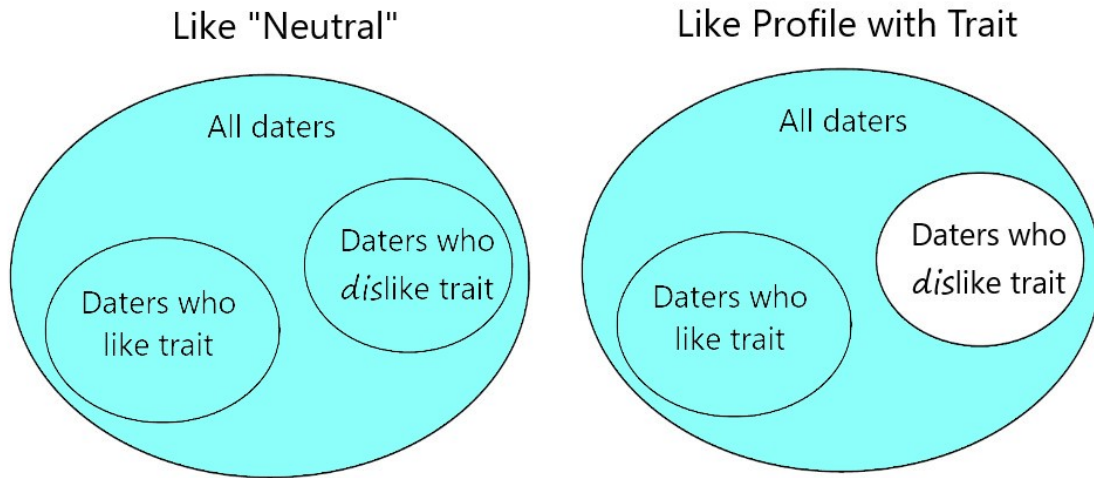 Like "Neutral"
All daters
Daters who
dislike trait
Daters who
like trait
Like Profile with Trait
All daters
Daters who
dislike trait
Daters who
like trait